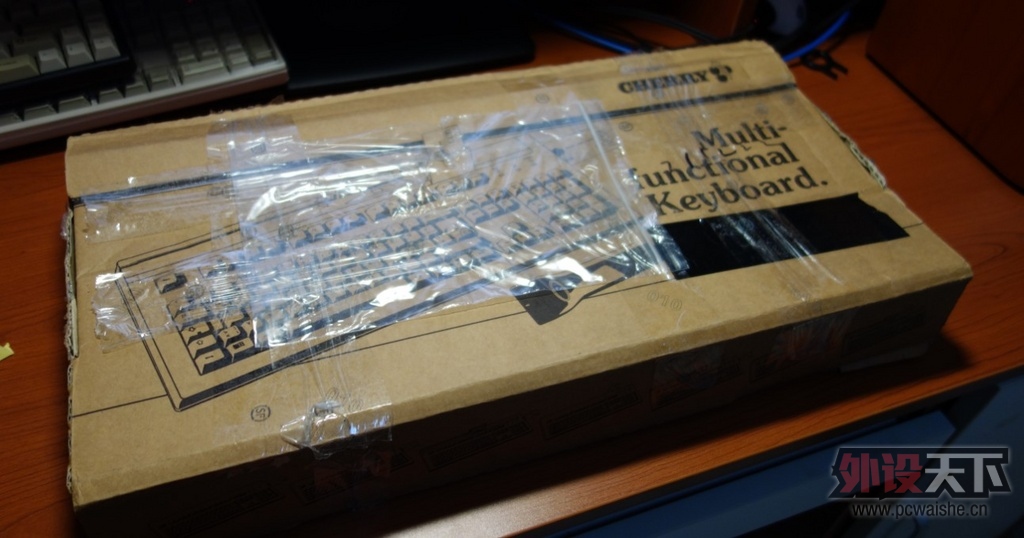 CHERRY
Multi-
functional
Keyboard.
外设天下
www.pcwaishe.cn